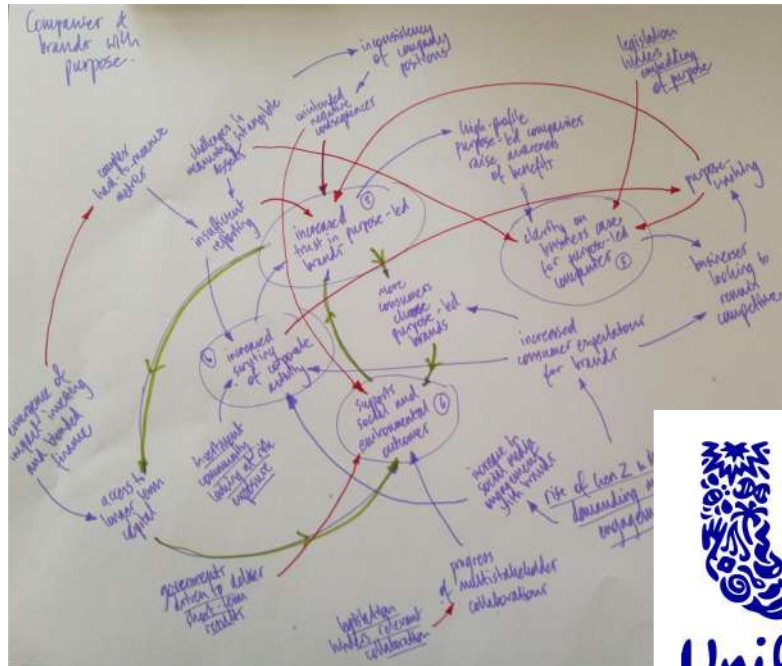 Companies &
brands with
purpose.
inconsistency
of company
positions
legislation
hinders
embedding
of purpose
unintended
negative
consequences
challenges in
measuring intangible
assets
high-profile
purpose-led companies
raise awareness
of benefits
counter
hard-to-measure
purpose-washing
insufficient
reporting
increased
trust in purpose-led
brands
clarity on
business case
for purpose-led
companies
businesses
looking to
remain
competitive
more
consumers
choose
purpose-led
brands
increased
scrutiny
of corporate
activity
increased
consumer expectations
for brands
emergence of
impact investing
and blended
finance
supports
social and
environmental
outcomes
6
investment
community
looking at risk
exposure
increase in
social media
engagement
with brands
rise of Gen Z
demanding
engagement
access to
longer term
capital
governments
driven to deliver
short-term
results
progress
of multistakeholder
collaborations
legislation
hinders relevant
collaboration